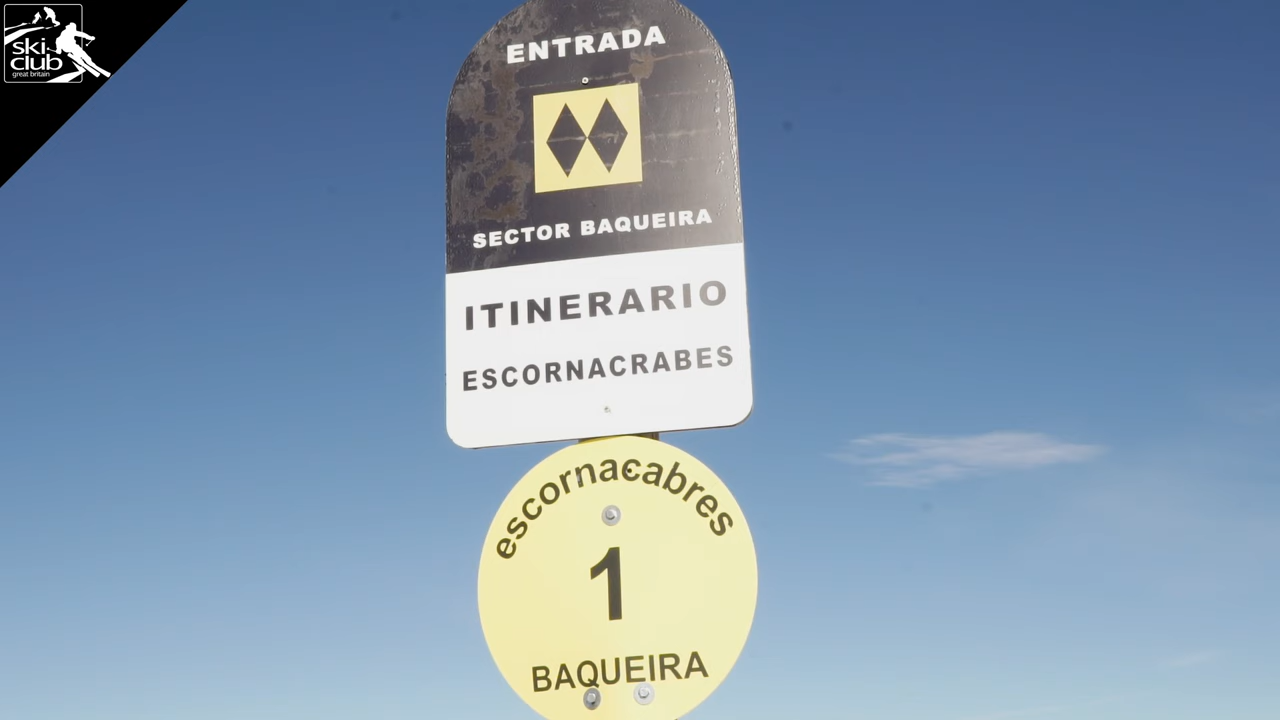 ski
club
great britain
ENTRADA
SECTOR BAQUEIRA
ITINERARIO
ESCORNACRABES
escornacabres
1
BAQUEIRA